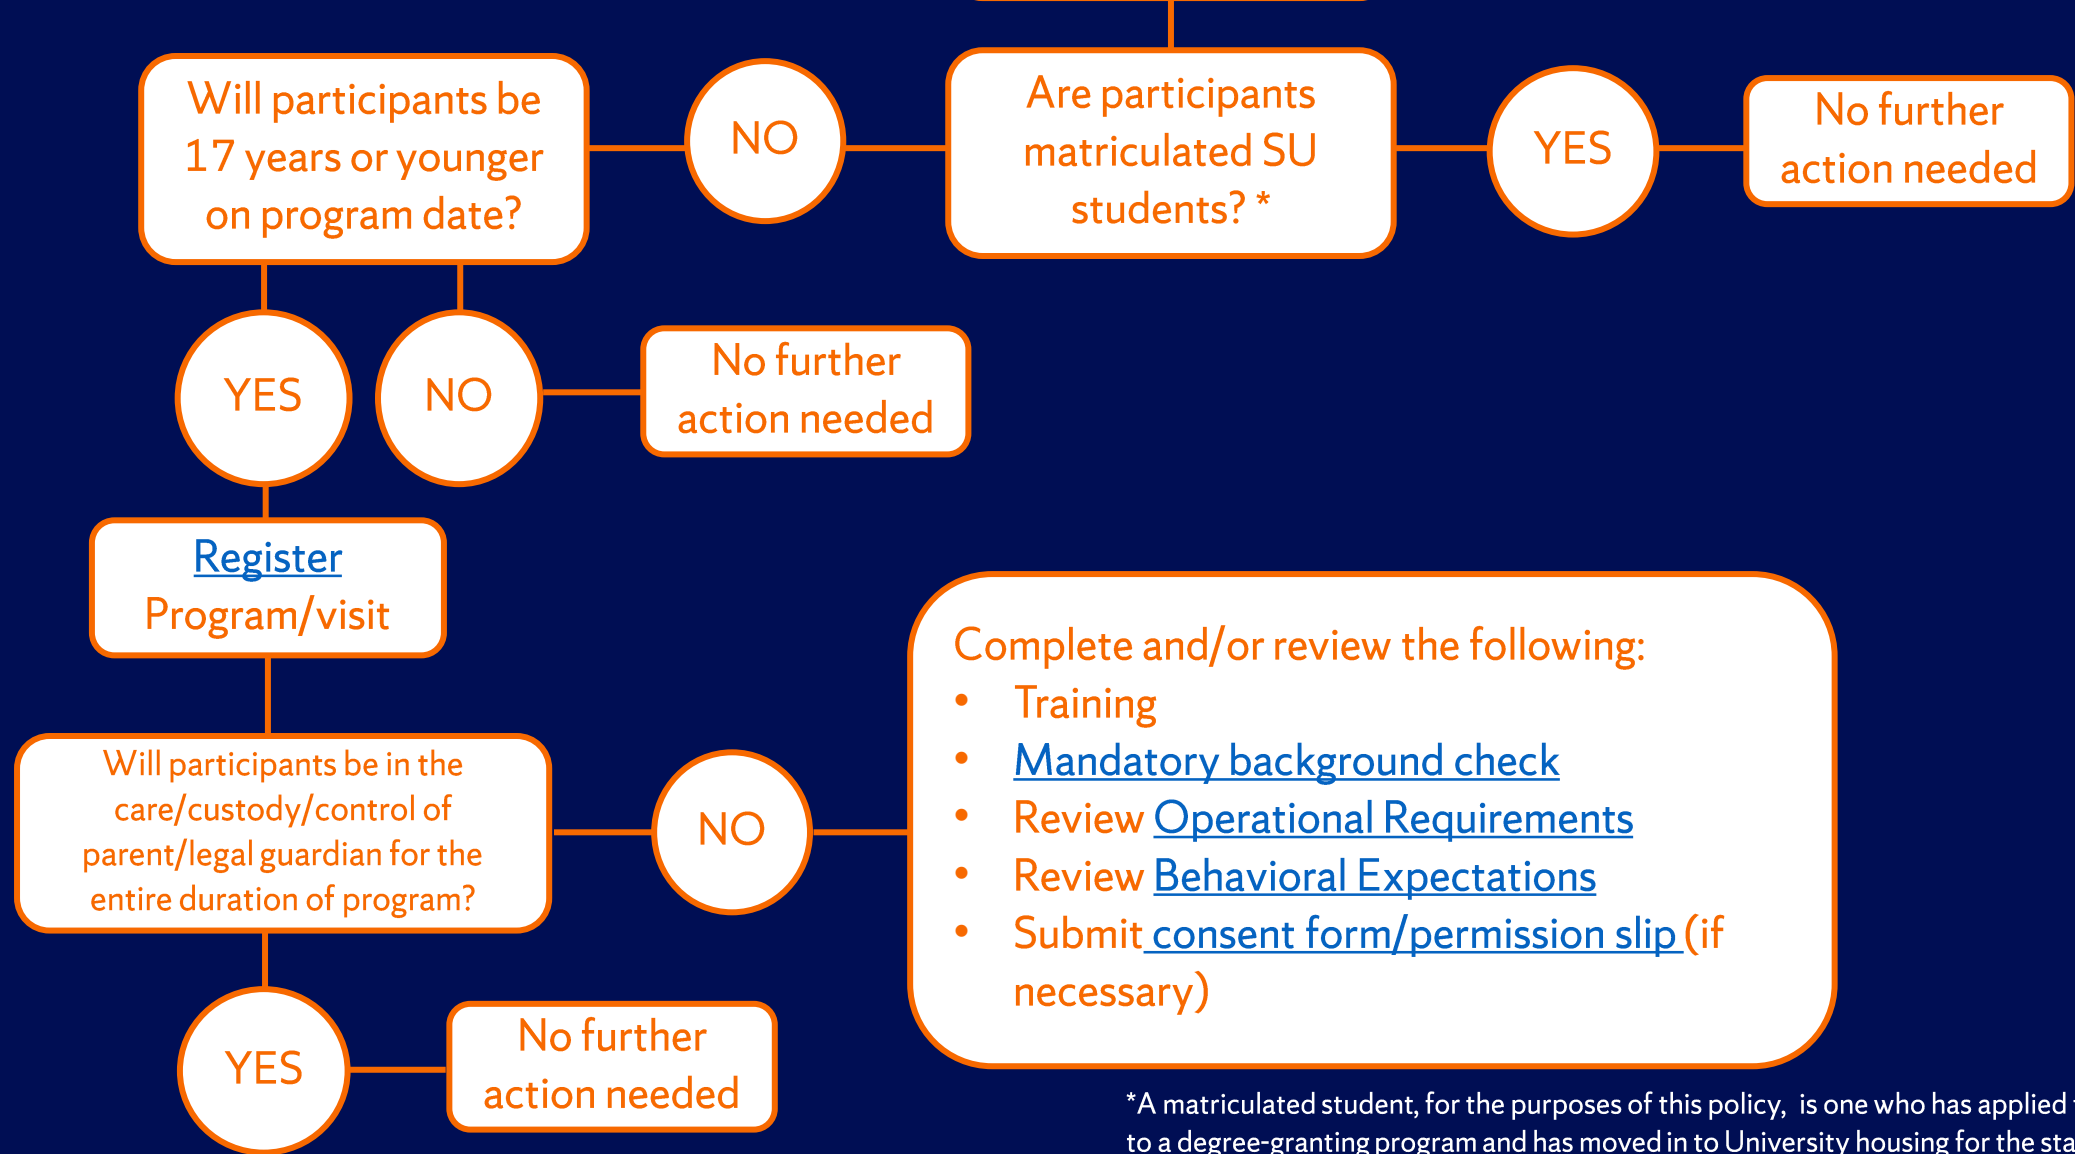 Are participants
matriculated SU
students? *
YES
No further
action needed
NO
Will participants be
17 years or younger
on program date?
YES
NO
No further
action needed
Register
Program/visit
Will participants be in the
care/custody/control of
parent/legal guardian for the
entire duration of program?
NO
Complete and/or review the following:
• Training
• Mandatory background check
• Review Operational Requirements
• Review Behavioral Expectations
• Submit consent form/permission slip (if
necessary)
YES
No further
action needed
*A matriculated student, for the purposes of this policy, is one who has applied
to a degree-granting program and has moved in to University housing for the